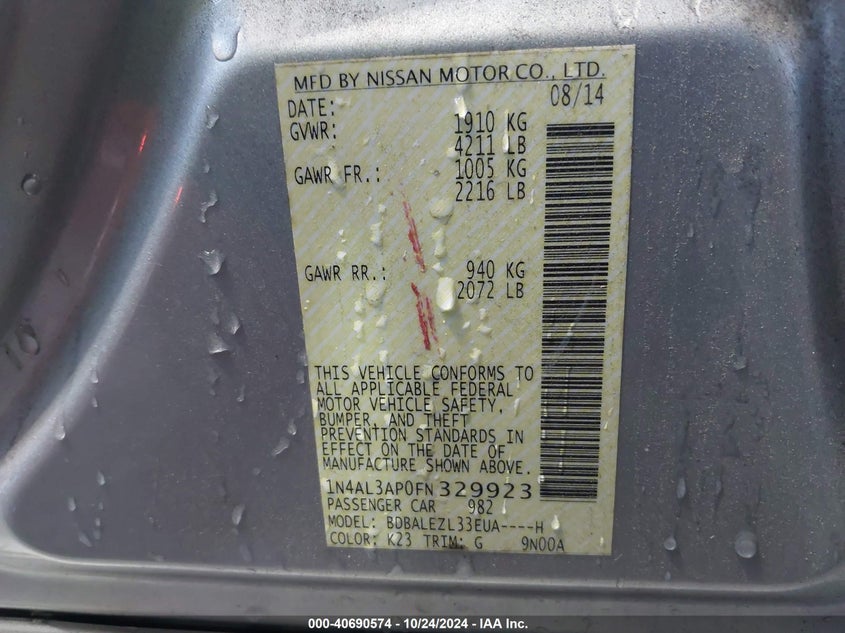 MFD BY NISSAN MOTOR CO., LTD.
DATE: 08/14
GVWR: 1910 KG
4211 LB
GAWR FR.: 1005 KG
2216 LB
GAWR RR.: 940 KG
2072 LB
THIS VEHICLE CONFORMS TO
ALL APPLICABLE FEDERAL
MOTOR VEHICLE SAFETY,
BUMPER, AND THEFT
PREVENTION STANDARDS IN
EFFECT ON THE DATE OF
MANUFACTURE SHOWN ABOVE.
1N4AL3AP0FN329923
PASSENGER CAR 982
MODEL: BDBALEZL33EUA----H
COLOR: K23 TRIM: G 9N00A
000-40690574 - 10/24/2024 - IAA Inc.